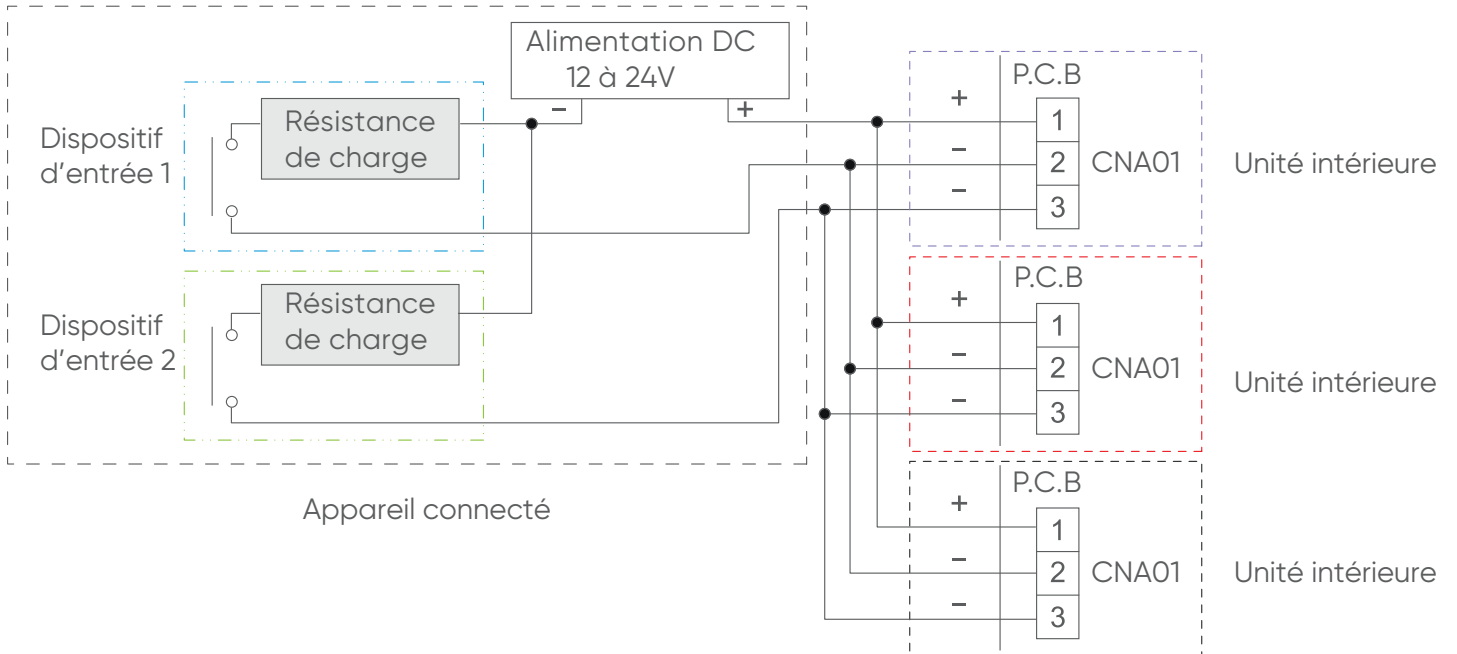 Alimentation DC
12 à 24V
−
+
Dispositif
d'entrée 1
Résistance
de charge
Dispositif
d'entrée 2
Résistance
de charge
Appareil connecté
P.C.B
+
1
−
2
CNA01
−
3
Unité intérieure
P.C.B
+
1
−
2
CNA01
−
3
Unité intérieure
P.C.B
+
1
−
2
CNA01
−
3
Unité intérieure